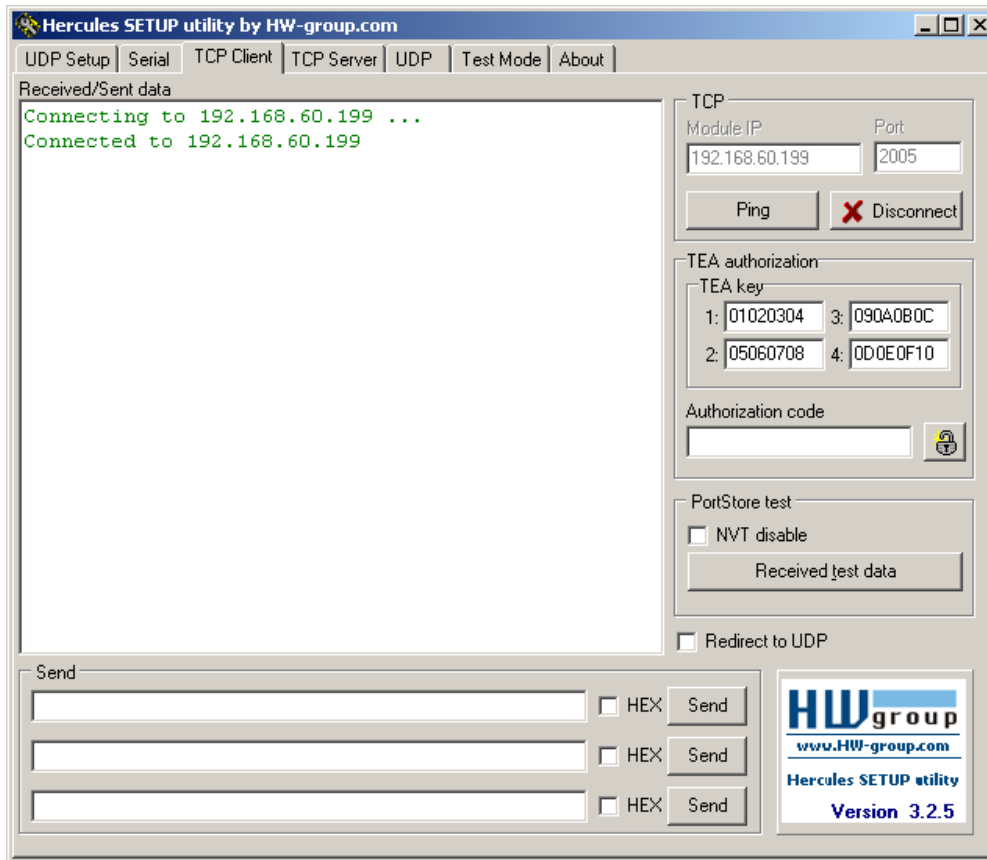 Hercules SETUP utility by HW-group.com
UDP Setup Serial TCP Client TCP Server UDP Test Mode About
Received/Sent data
Connecting to 192.168.60.199 ...
Connected to 192.168.60.199
TCP
Module IP Port
192.168.60.199 2005
Ping Disconnect
TEA authorization
TEA key
1: 01020304 3: 090A0B0C
2: 05060708 4: 0D0E0F10
Authorization code
PortStore test
NVT disable
Received test data
Redirect to UDP
Send
HEX Send
HEX Send
HEX Send
HW group
www.HW-group.com
Hercules SETUP utility
Version 3.2.5